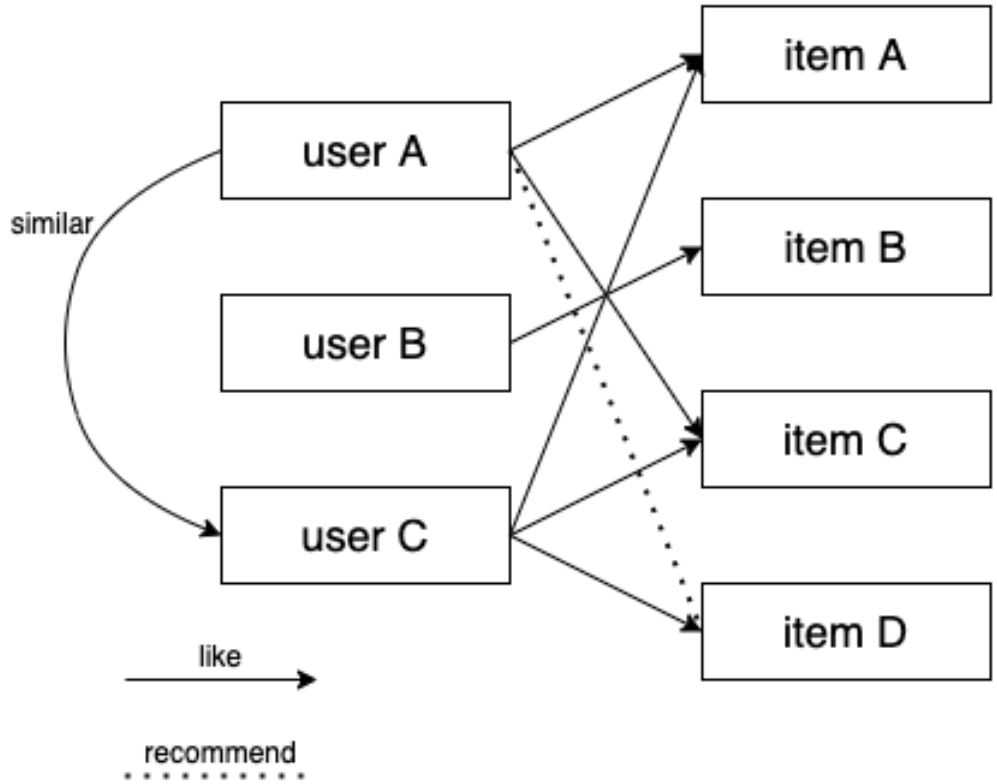 item A
user A
similar
item B
user B
item C
user C
item D
like
recommend